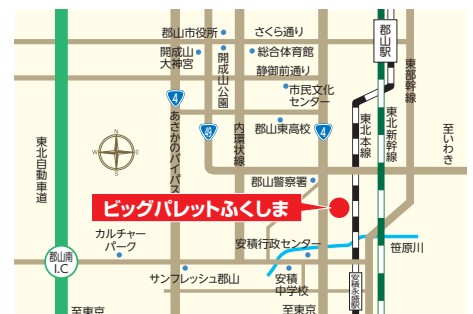 郡山市役所
さくら通り
郡山駅
開成山
大神宮
開成山公園
総合体育館
静御前通り
市民文化
センター
東部幹線
4
あさかのバイパス
49
内環状線
郡山東高校
4
東北本線
東北新幹線
至いわき
東北自動車道
N
W
E
S
郡山警察署
ビッグパレットふくしま
カルチャー
パーク
安積行政センター
笹原川
郡山南
I.C
サンフレッシュ郡山
安積
中学校
安積永盛駅
至東京
至東京